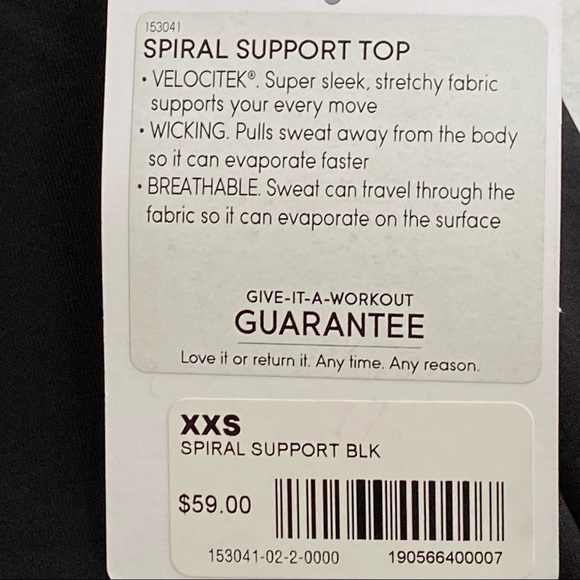 153041
SPIRAL SUPPORT TOP
• VELOCITEK®. Super sleek, stretchy fabric
supports your every move
• WICKING. Pulls sweat away from the body
so it can evaporate faster
• BREATHABLE. Sweat can travel through the
fabric so it can evaporate on the surface
GIVE-IT-A-WORKOUT
GUARANTEE
Love it or return it. Any time. Any reason.
XXS
SPIRAL SUPPORT BLK
$59.00
153041-02-2-0000 190566400007